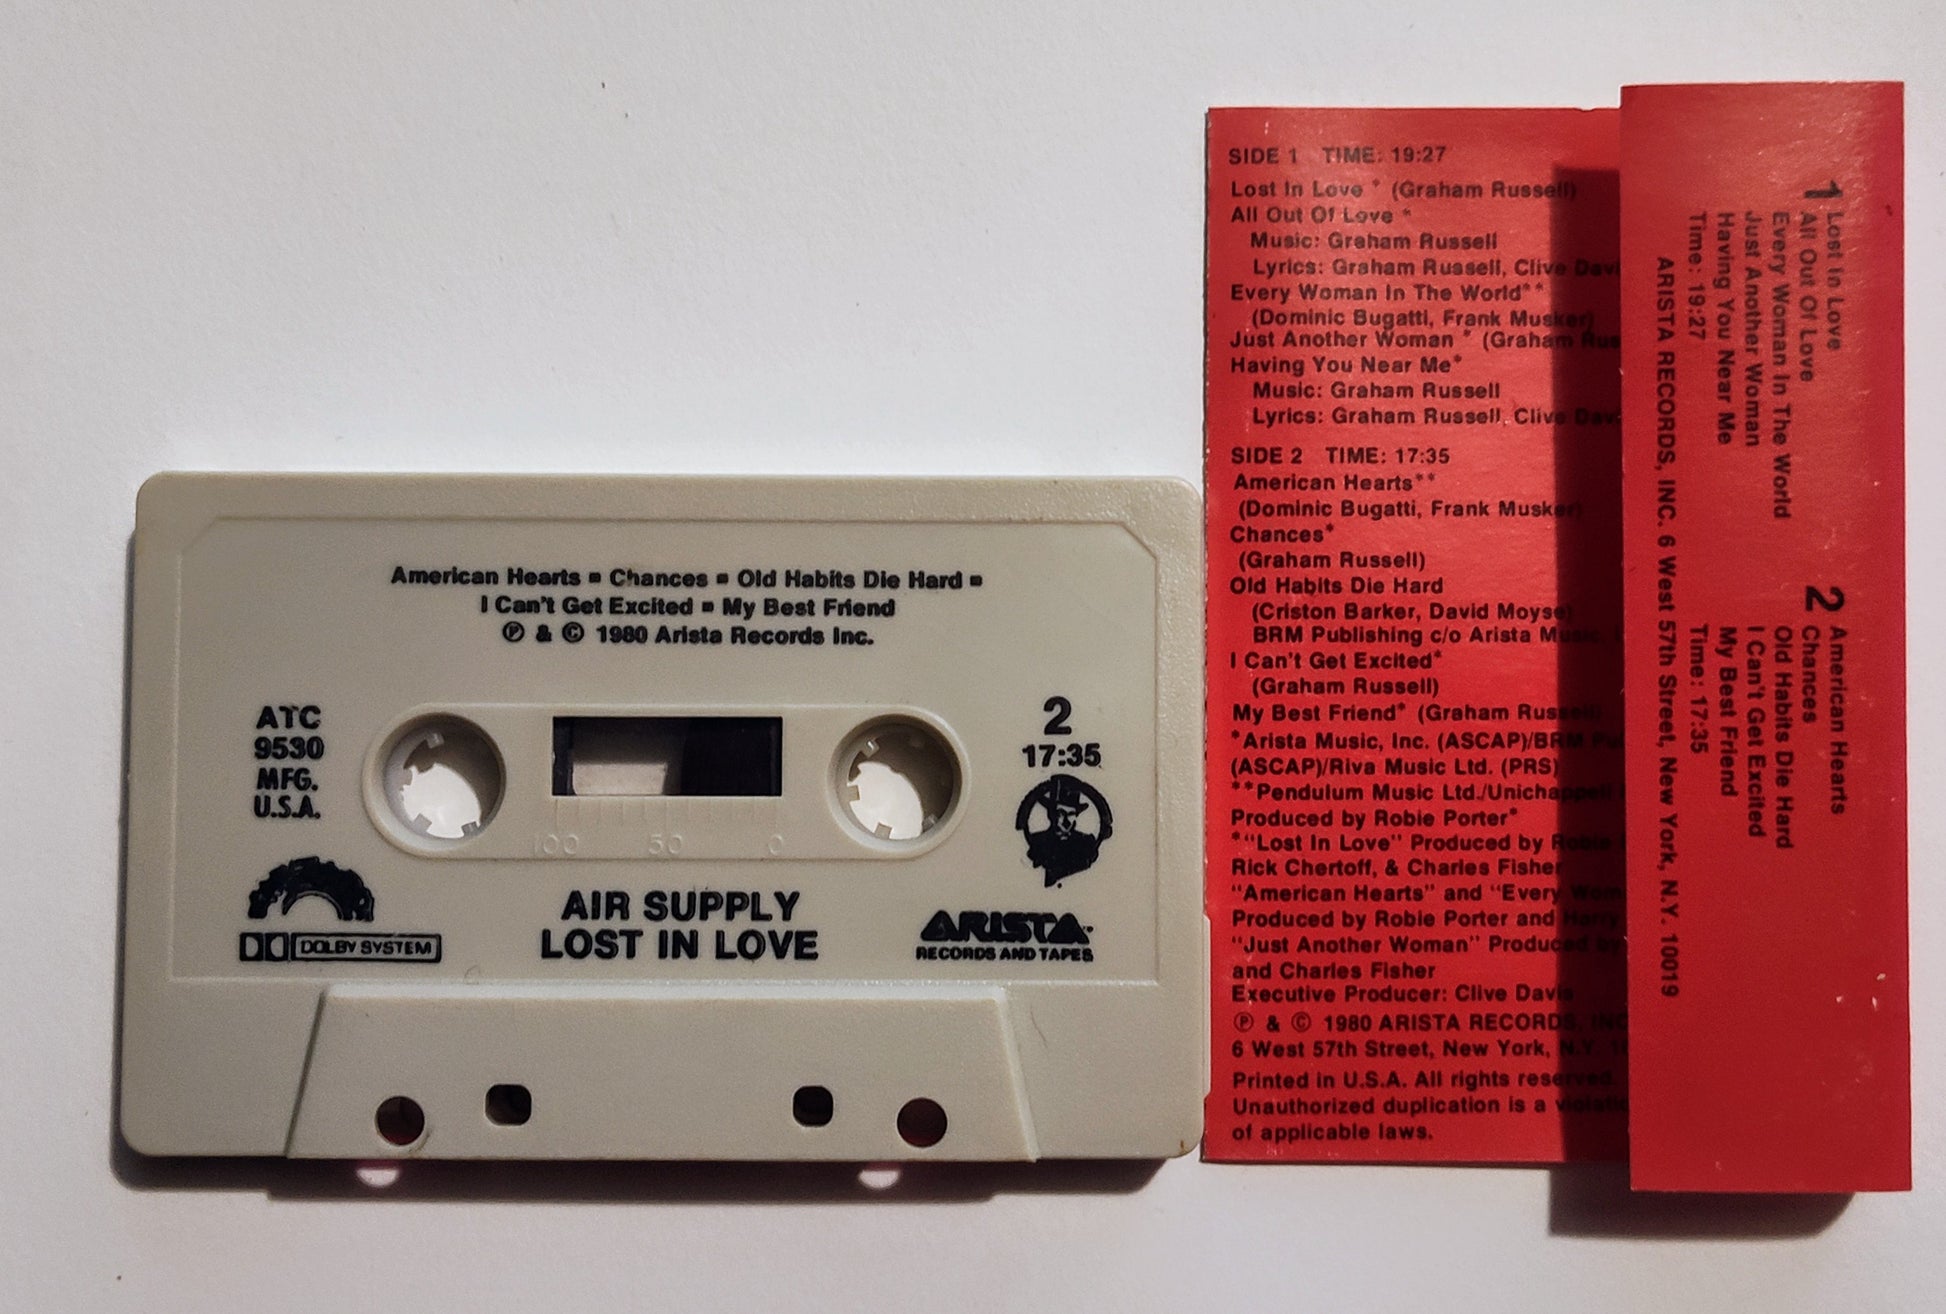 American Hearts ▪ Chances ▪ Old Habits Die Hard ▪
I Can't Get Excited ▪ My Best Friend
Ⓟ & © 1980 Arista Records Inc.
ATC
9530
MFG.
U.S.A.
2
17:35
100 50 0
DOLBY SYSTEM
AIR SUPPLY
LOST IN LOVE
ARISTA
RECORDS AND TAPES
SIDE 1 TIME: 19:27
Lost In Love * (Graham Russell)
All Out Of Love *
Music: Graham Russell
Lyrics: Graham Russell, Clive Davi
Every Woman In The World**
(Dominic Bugatti, Frank Musker)
Just Another Woman * (Graham Rus
Having You Near Me*
Music: Graham Russell
Lyrics: Graham Russell, Clive Dav
SIDE 2 TIME: 17:35
American Hearts**
(Dominic Bugatti, Frank Musker)
Chances*
(Graham Russell)
Old Habits Die Hard
(Criston Barker, David Moyse)
BRM Publishing c/o Arista Music,
I Can't Get Excited*
(Graham Russell)
My Best Friend* (Graham Russell)
*Arista Music, Inc. (ASCAP)/BRM Pu
(ASCAP)/Riva Music Ltd. (PRS)
**Pendulum Music Ltd./Unichappell
Produced by Robie Porter*
*"Lost In Love" Produced by Robie
Rick Chertoff, & Charles Fisher
"American Hearts" and "Every Wom
Produced by Robie Porter and Harry
"Just Another Woman" Produced by
and Charles Fisher
Executive Producer: Clive Davis
Ⓟ & © 1980 ARISTA RECORDS, INC
6 West 57th Street, New York, N.Y. 10
Printed in U.S.A. All rights reserved.
Unauthorized duplication is a violatio
of applicable laws.
1 Lost In Love
All Out Of Love
Every Woman In The World
Just Another Woman
Having You Near Me
Time: 19:27
2 American Hearts
Chances
Old Habits Die Hard
I Can't Get Excited
My Best Friend
Time: 17:35
ARISTA RECORDS, INC. 6 West 57th Street, New York, N.Y. 10019